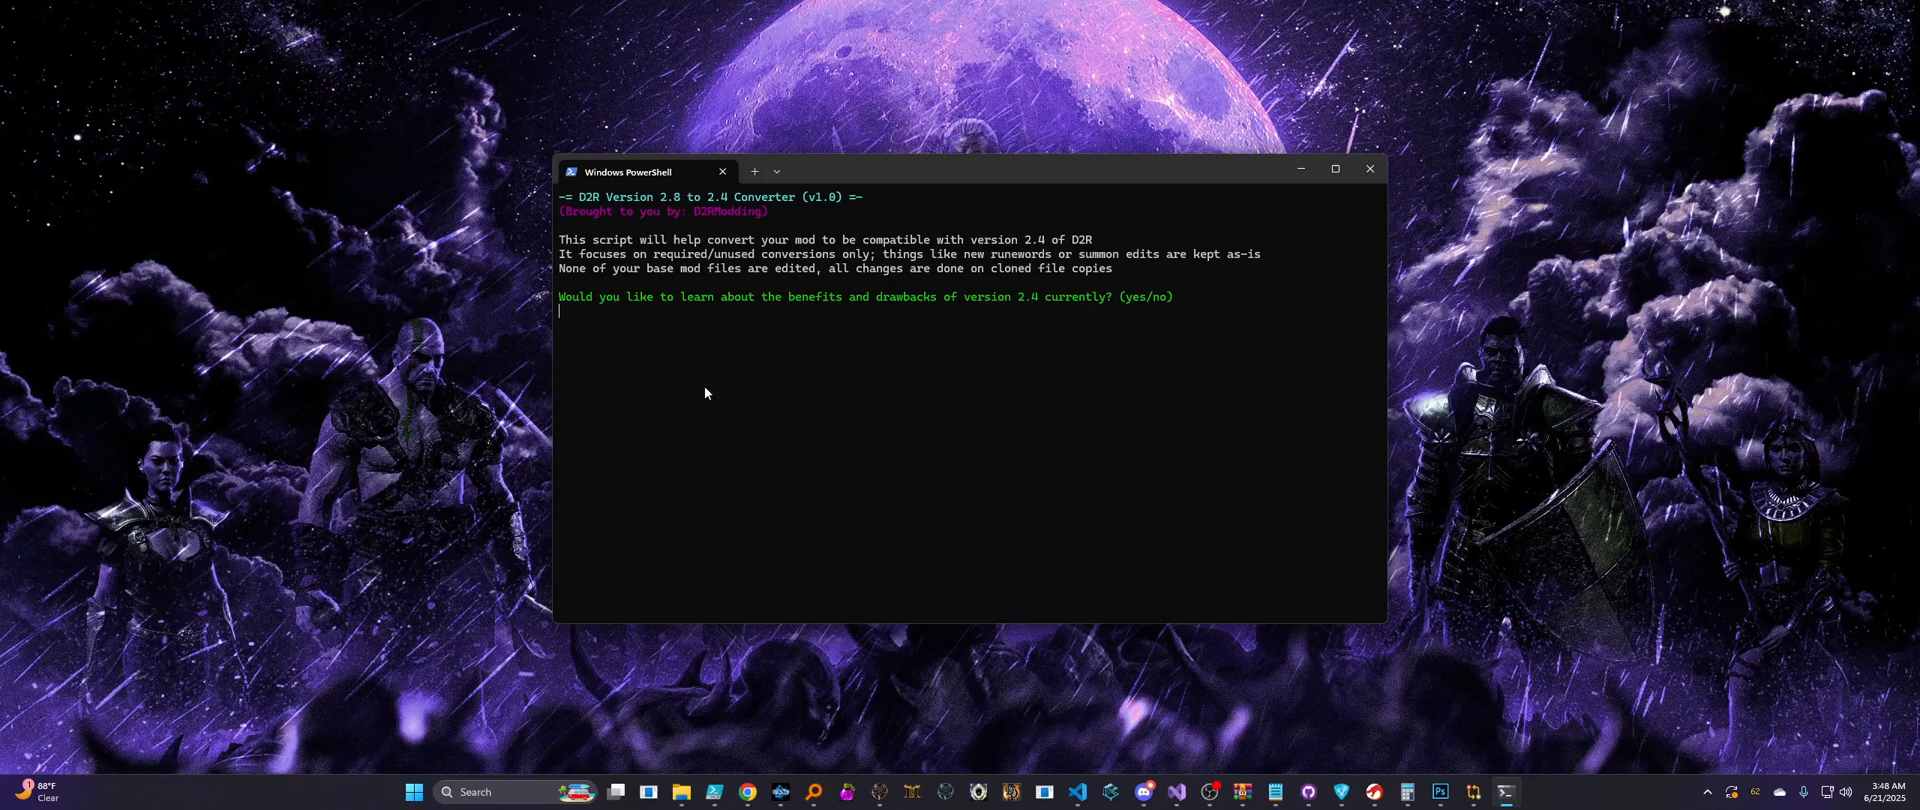 Windows PowerShell
-= D2R Version 2.8 to 2.4 Converter (v1.0) =-
(Brought to you by: D2RModding)
This script will help convert your mod to be compatible with version 2.4 of D2R
It focuses on required/unused conversions only; things like new runewords or summon edits are kept as-is
None of your base mod files are edited, all changes are done on cloned file copies
Would you like to learn about the benefits and drawbacks of version 2.4 currently? (yes/no)
1
88°F
Clear
Search
Ps
62
3:48 AM
6/21/2025